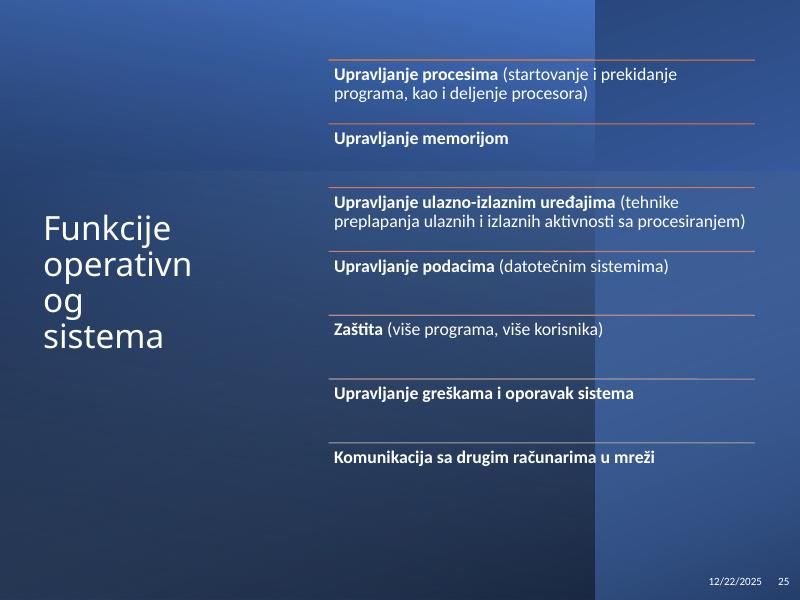 Funkcije
operativn
og
sistema
Upravljanje procesima (startovanje i prekidanje
programa, kao i deljenje procesora)
Upravljanje memorijom
Upravljanje ulazno-izlaznim uređajima (tehnike
preplapanja ulaznih i izlaznih aktivnosti sa procesiranjem)
Upravljanje podacima (datotečnim sistemima)
Zaštita (više programa, više korisnika)
Upravljanje greškama i oporavak sistema
Komunikacija sa drugim računarima u mreži
12/22/2025 25